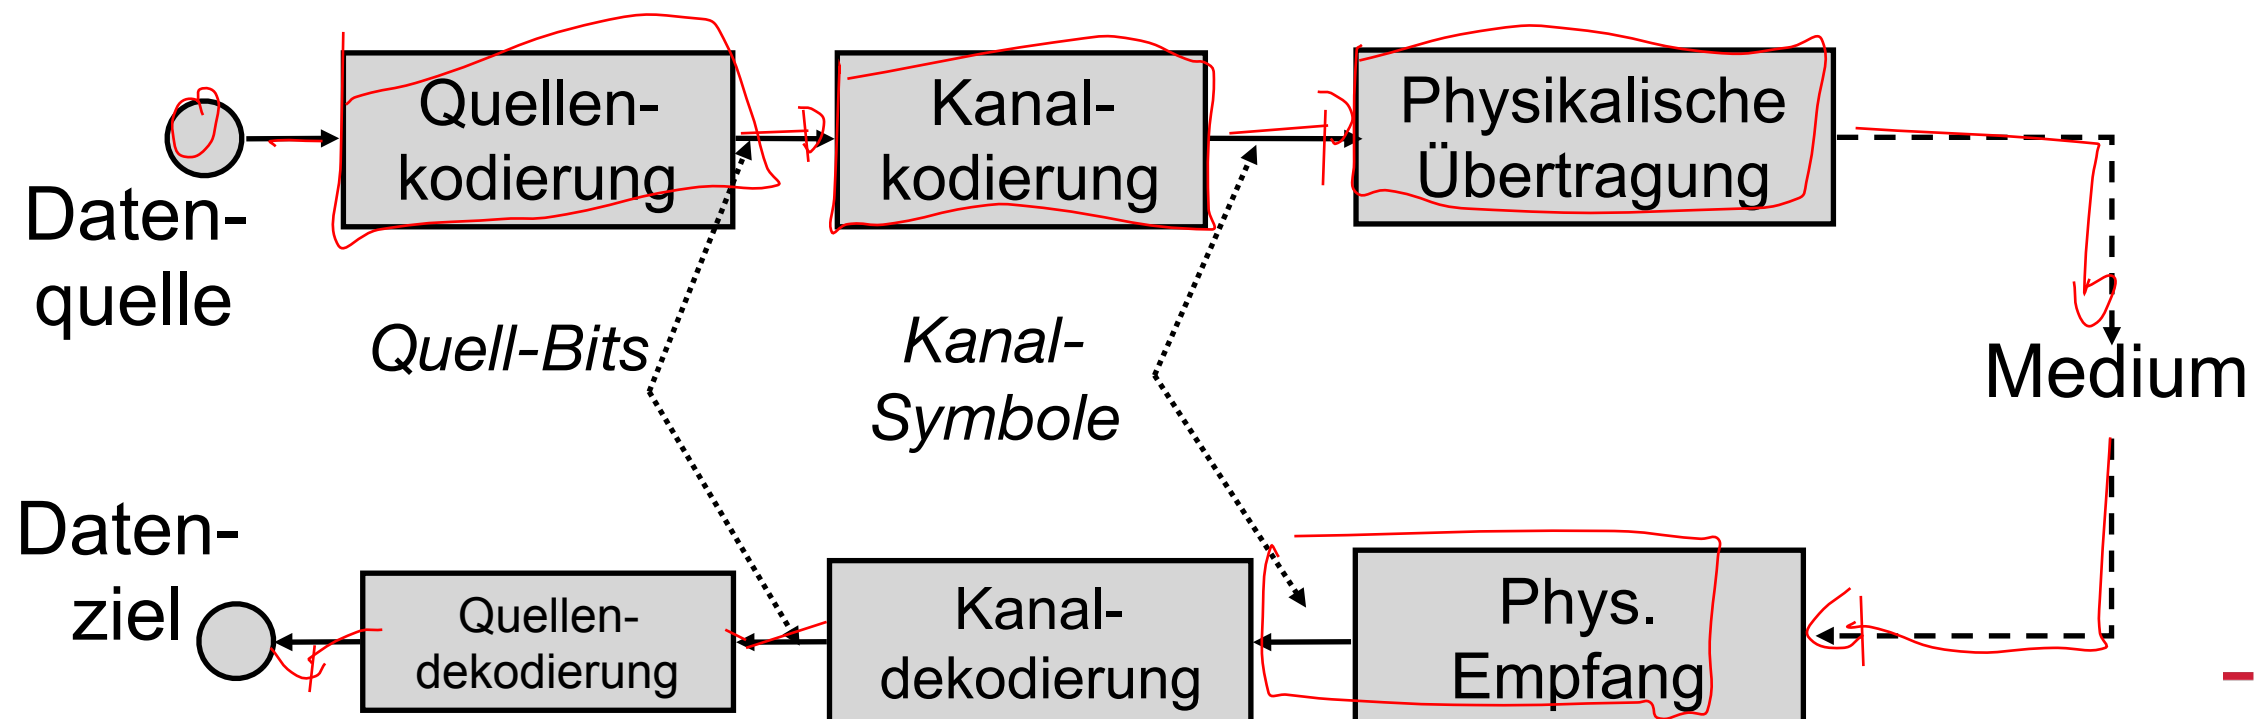 Quellen-
kodierung
Kanal-
kodierung
Physikalische
Übertragung
Daten-
quelle
Quell-Bits
Kanal-
Symbole
Medium
Daten-
ziel
Quellen-
dekodierung
Kanal-
dekodierung
Phys.
Empfang